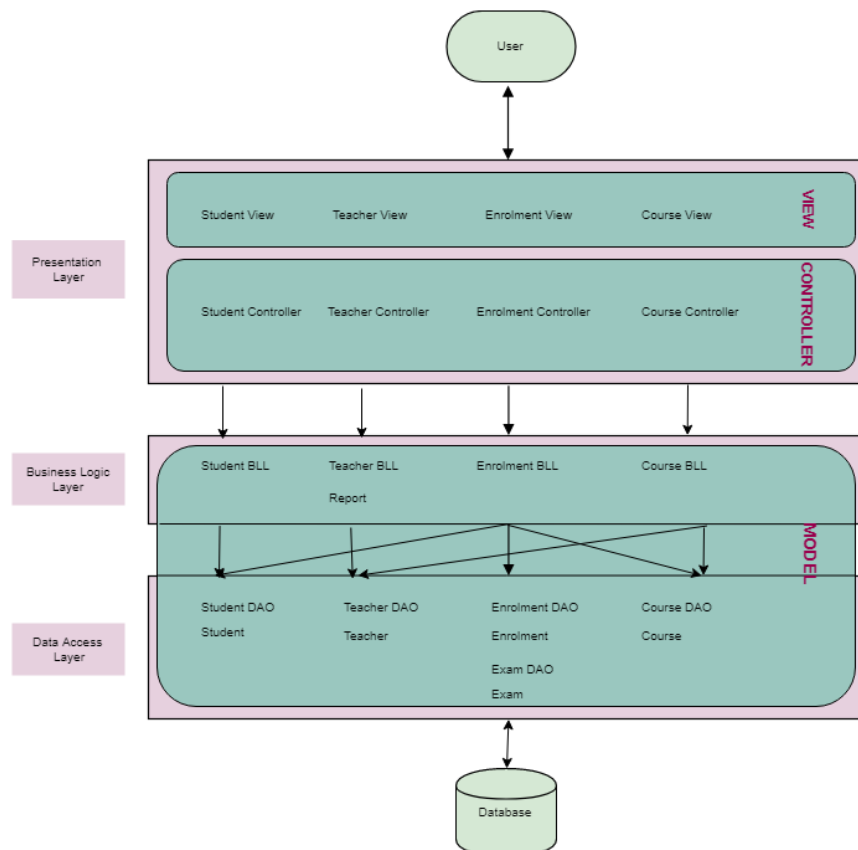 User
Student View
Teacher View
Enrolment View
Course View
VIEW
Presentation
Layer
Student Controller
Teacher Controller
Enrolment Controller
Course Controller
CONTROLLER
Business Logic
Layer
Student BLL
Teacher BLL
Enrolment BLL
Course BLL
Report
MODEL
Data Access
Layer
Student DAO
Teacher DAO
Enrolment DAO
Course DAO
Student
Teacher
Enrolment
Course
Exam DAO
Exam
Database